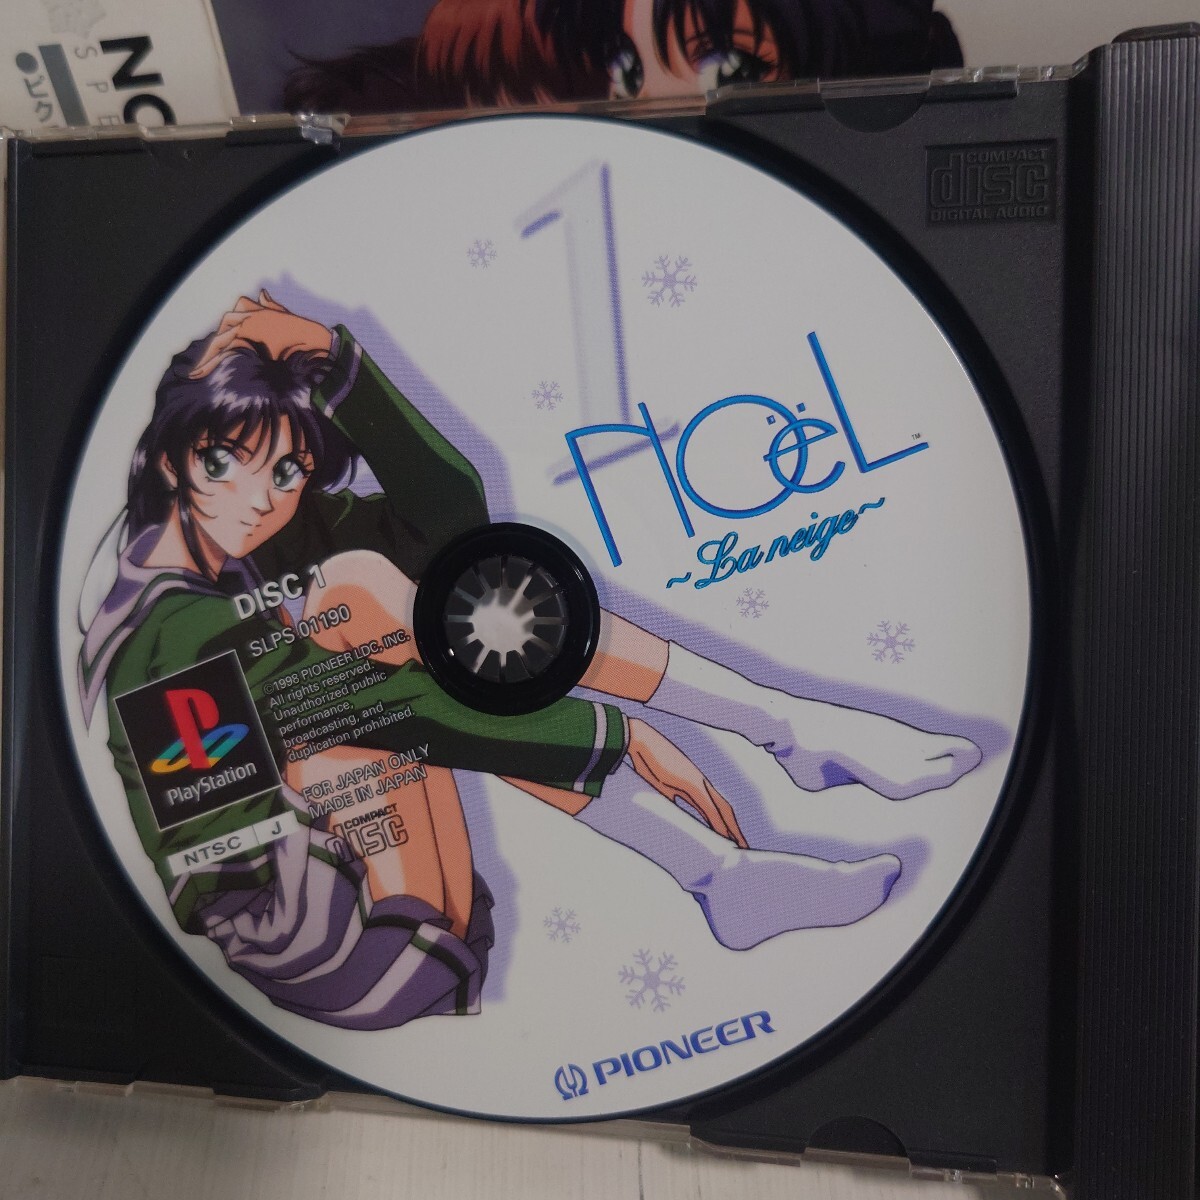 NO
SPE
ピク
COMPACT
disc
DIGITAL AUDIO
1
NOëL™
~La neige~
DISC 1
SLPS 01190
©1998 PIONEER LDC, INC.
All rights reserved.
Unauthorized public
performance,
broadcasting, and
duplication prohibited.
PlayStation
FOR JAPAN ONLY
MADE IN JAPAN
NTSC J
COMPACT
disc
PIONEER